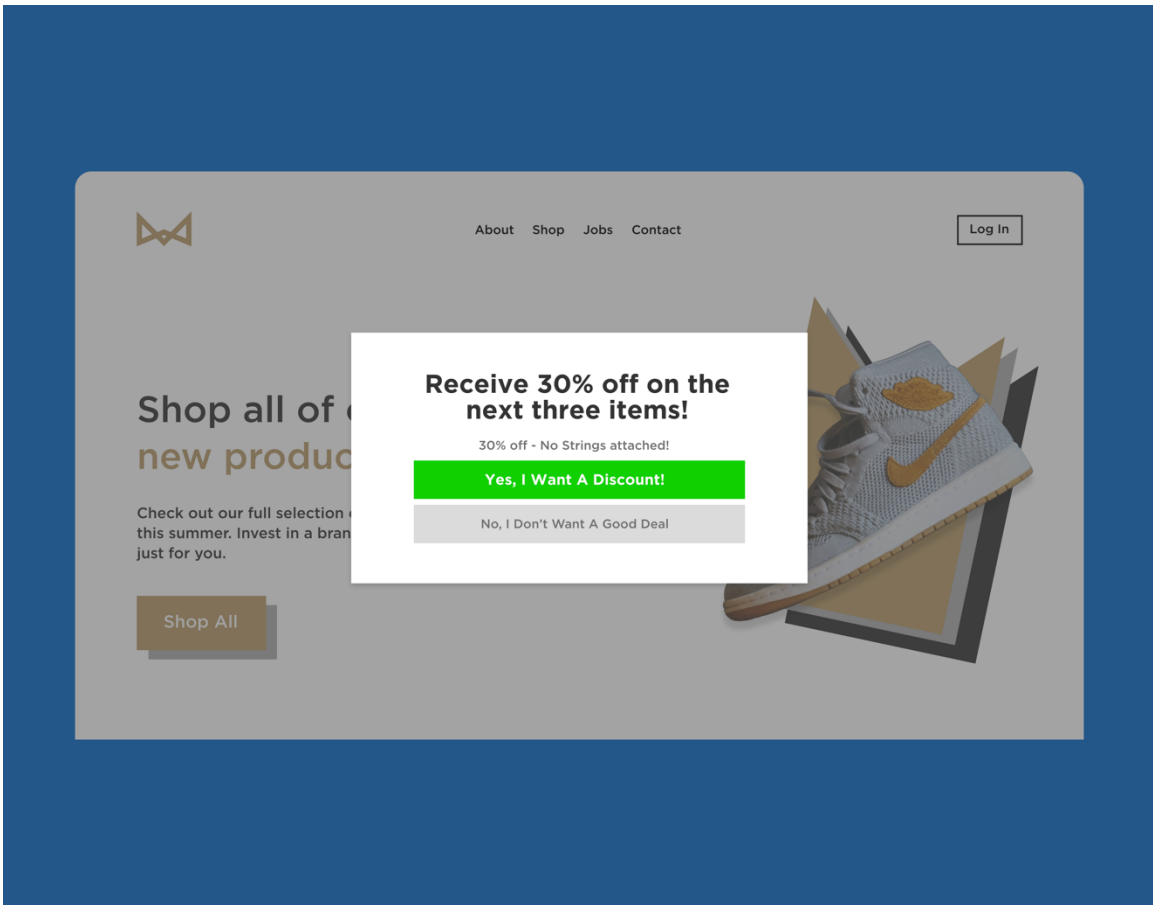 About Shop Jobs Contact
Log In
Receive 30% off on the
next three items!
30% off - No Strings attached!
Yes, I Want A Discount!
No, I Don't Want A Good Deal
Shop all of
new produc
Check out our full selection
this summer. Invest in a bran
just for you.
Shop All